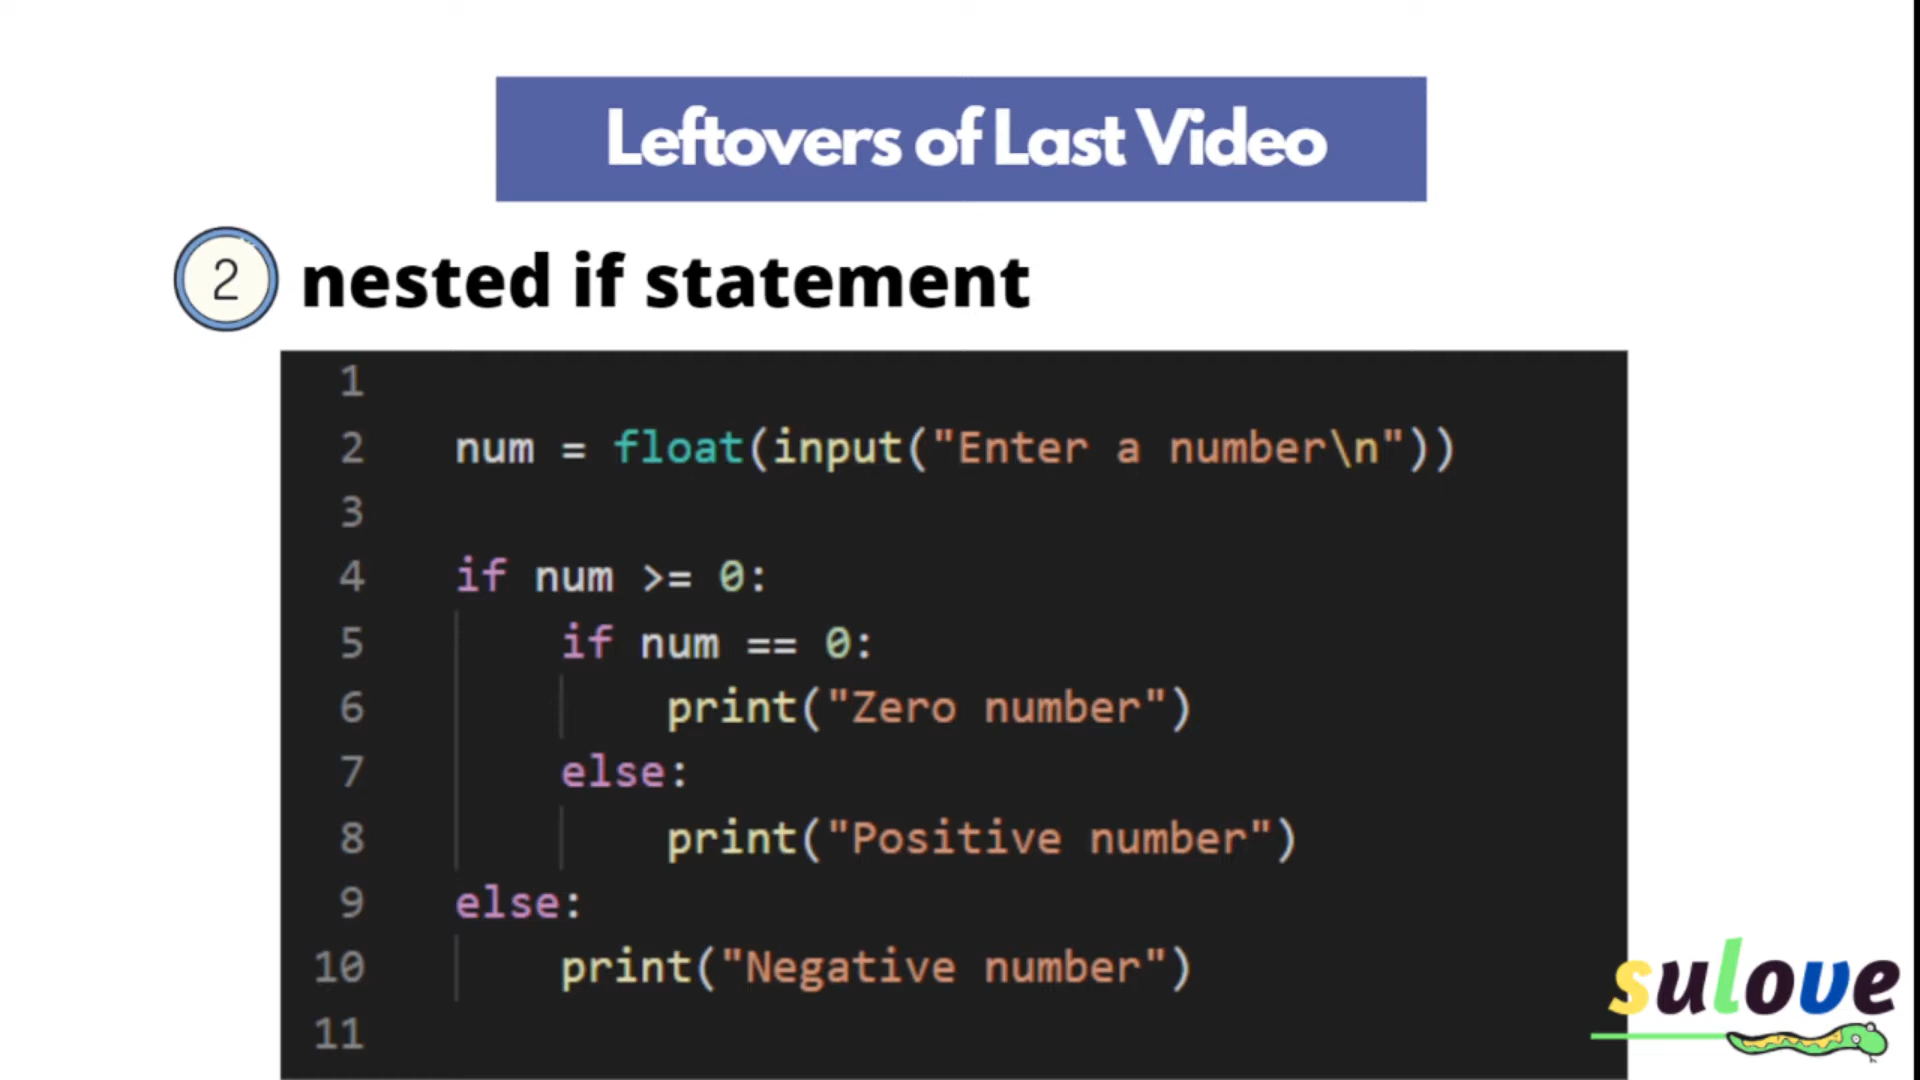 Leftovers of Last Video
2 nested if statement
1
2 num = float(input("Enter a number\n"))
3
4 if num >= 0:
5 if num == 0:
6 print("Zero number")
7 else:
8 print("Positive number")
9 else:
10 print("Negative number")
11
sulove